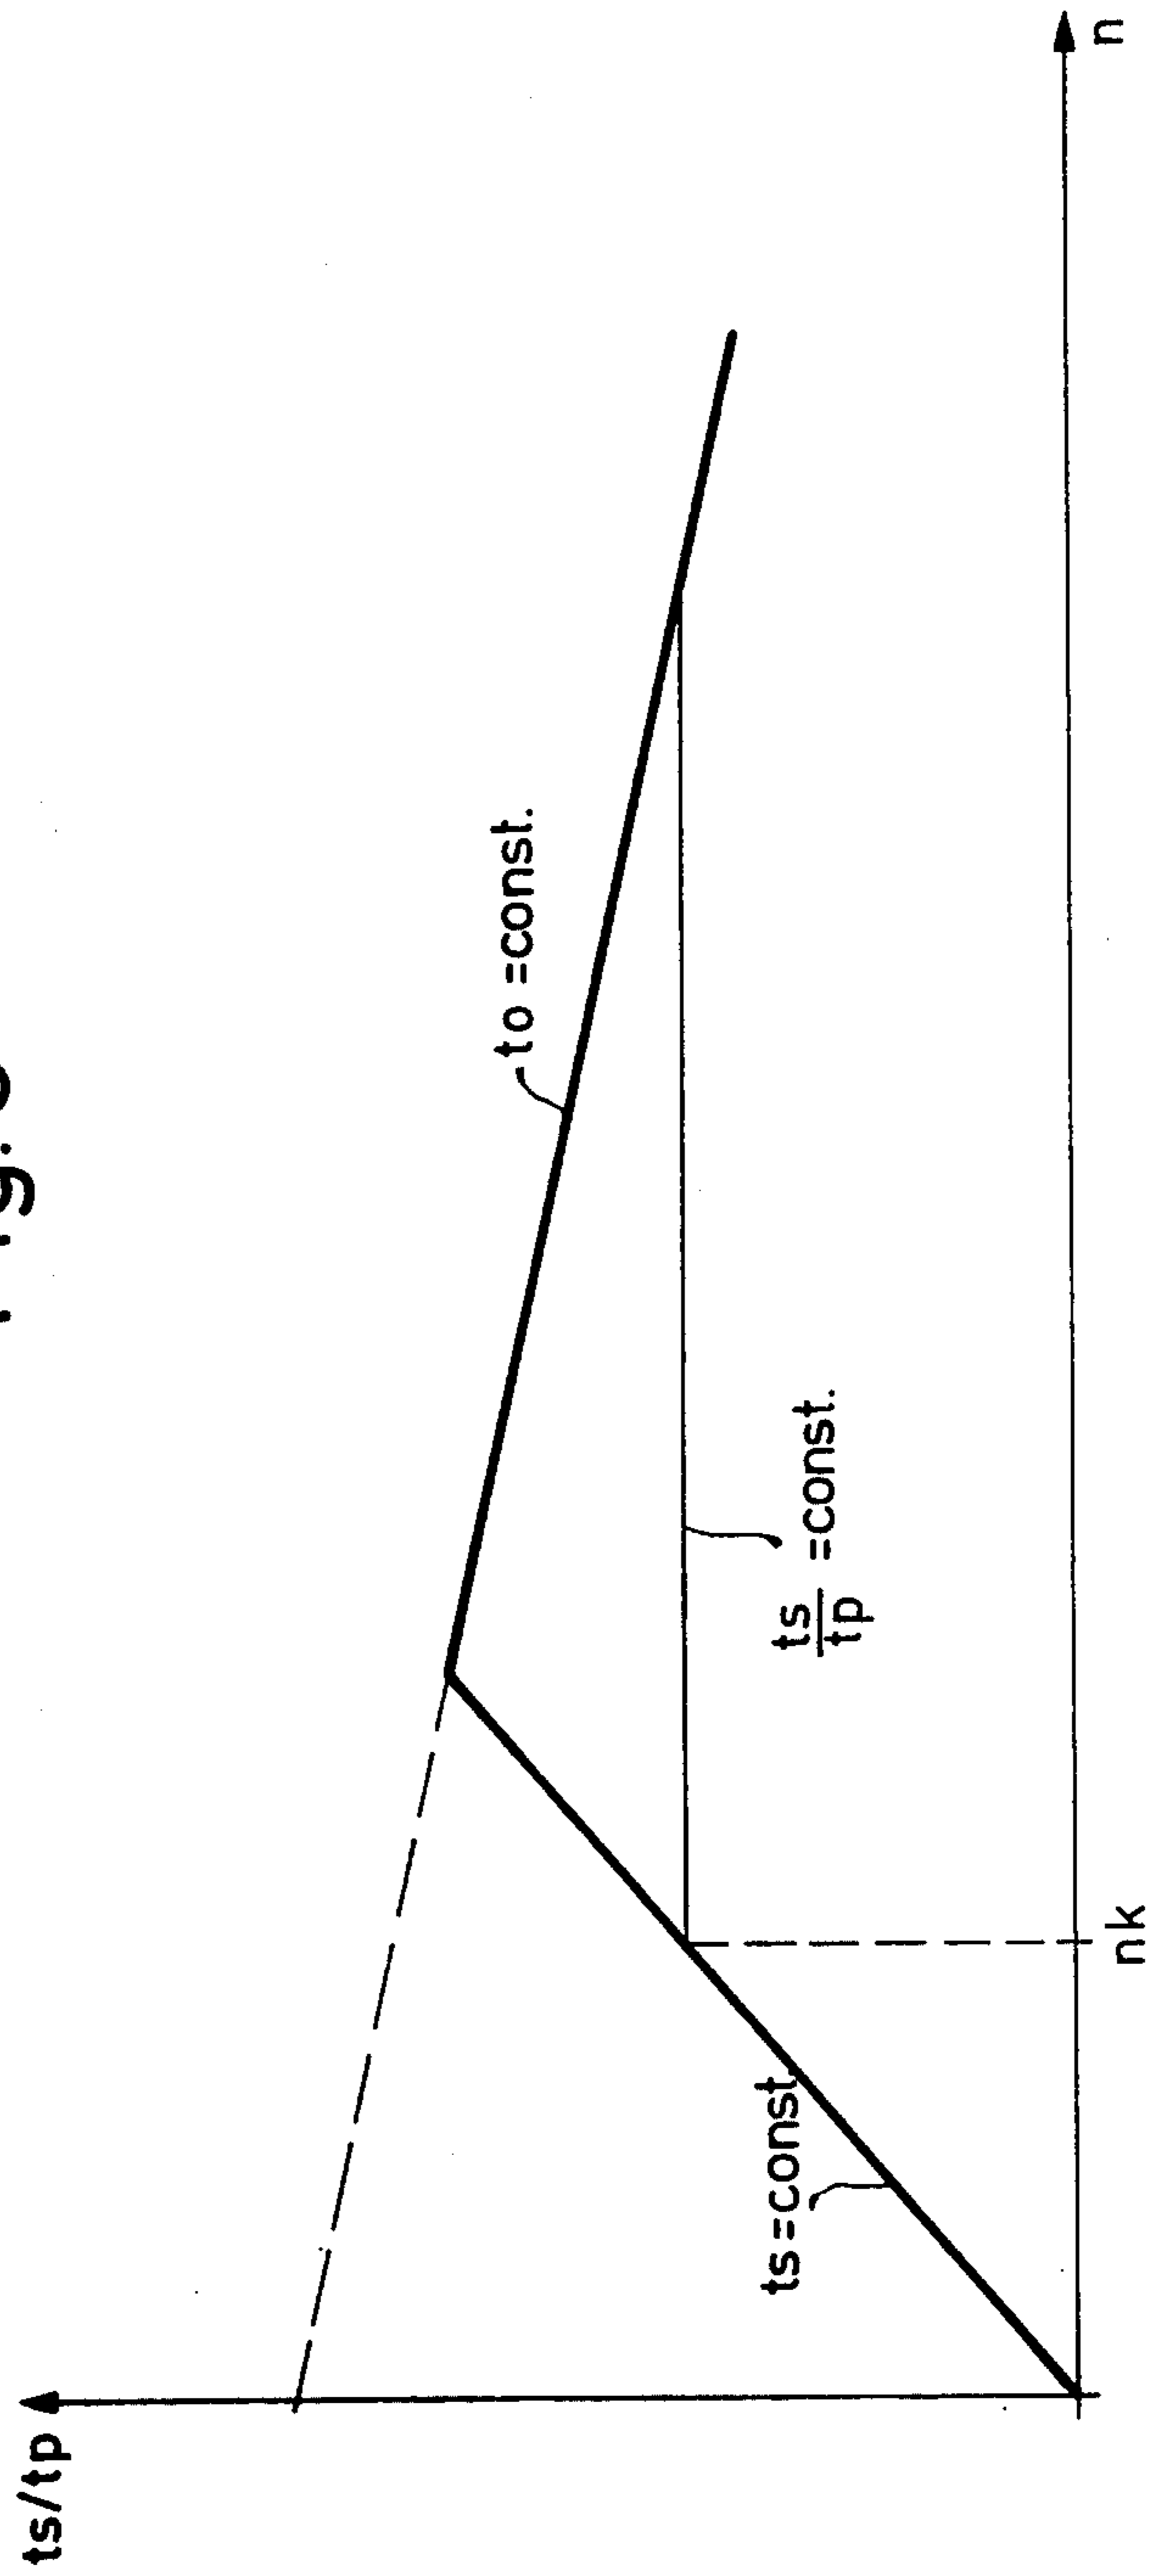 ts/tp
to =const.
ts
tp
=const.
ts=const.
nk
n